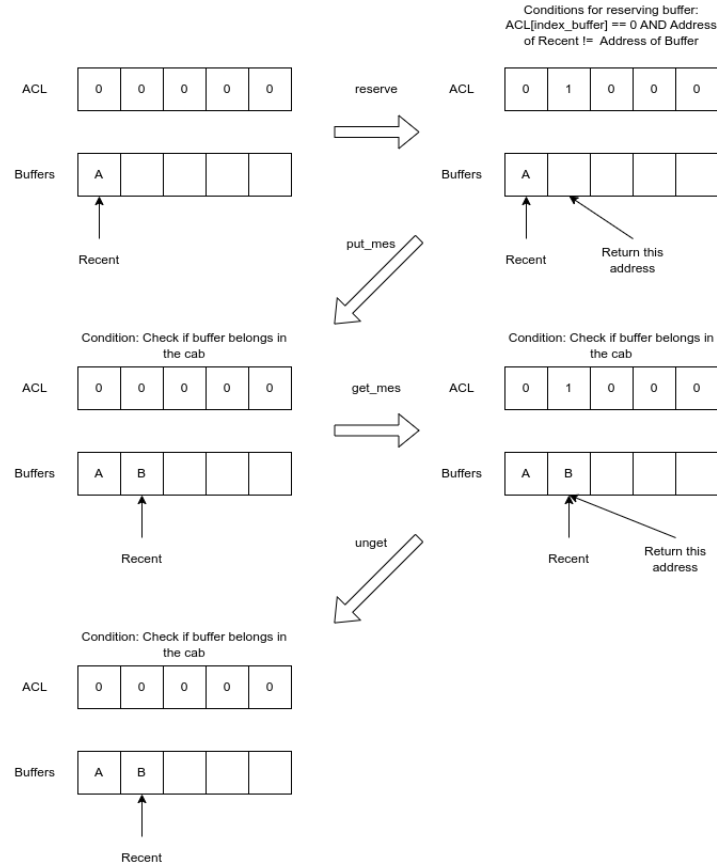 Conditions for reserving buffer:
ACL[index_buffer] == 0 AND Address
of Recent != Address of Buffer
ACL 0 0 0 0 0
reserve
ACL 0 1 0 0 0
Buffers A
Buffers A
Recent
put_mes
Recent
Return this
address
Condition: Check if buffer belongs in
the cab
Condition: Check if buffer belongs in
the cab
ACL 0 0 0 0 0
get_mes
ACL 0 1 0 0 0
Buffers A B
Buffers A B
Recent
unget
Recent
Return this
address
Condition: Check if buffer belongs in
the cab
ACL 0 0 0 0 0
Buffers A B
Recent